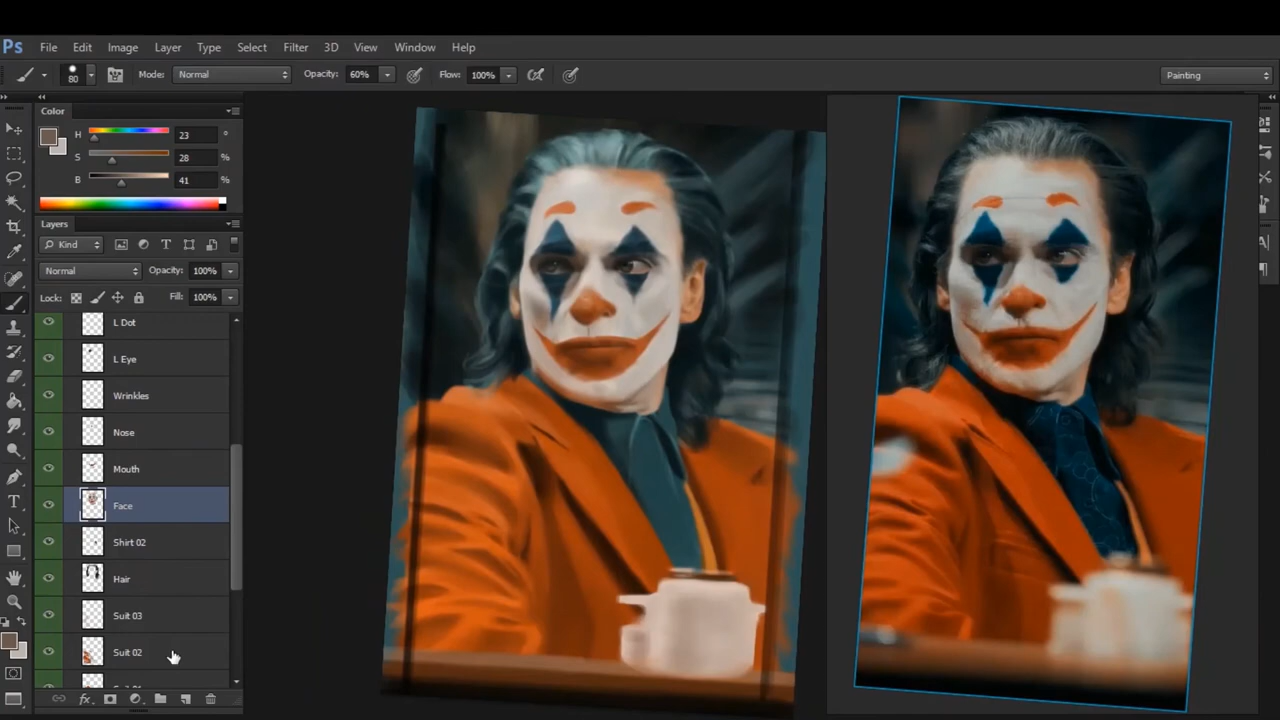 Ps File Edit Image Layer Type Select Filter 3D View Window Help
80 Mode: Normal Opacity: 60% Flow: 100% Painting
Color
H 23 °
S 28 %
B 41 %
Layers
Kind
Normal Opacity: 100%
Lock: Fill: 100%
L Dot
L Eye
Wrinkles
Nose
Mouth
Face
Shirt 02
Hair
Suit 03
Suit 02
fx